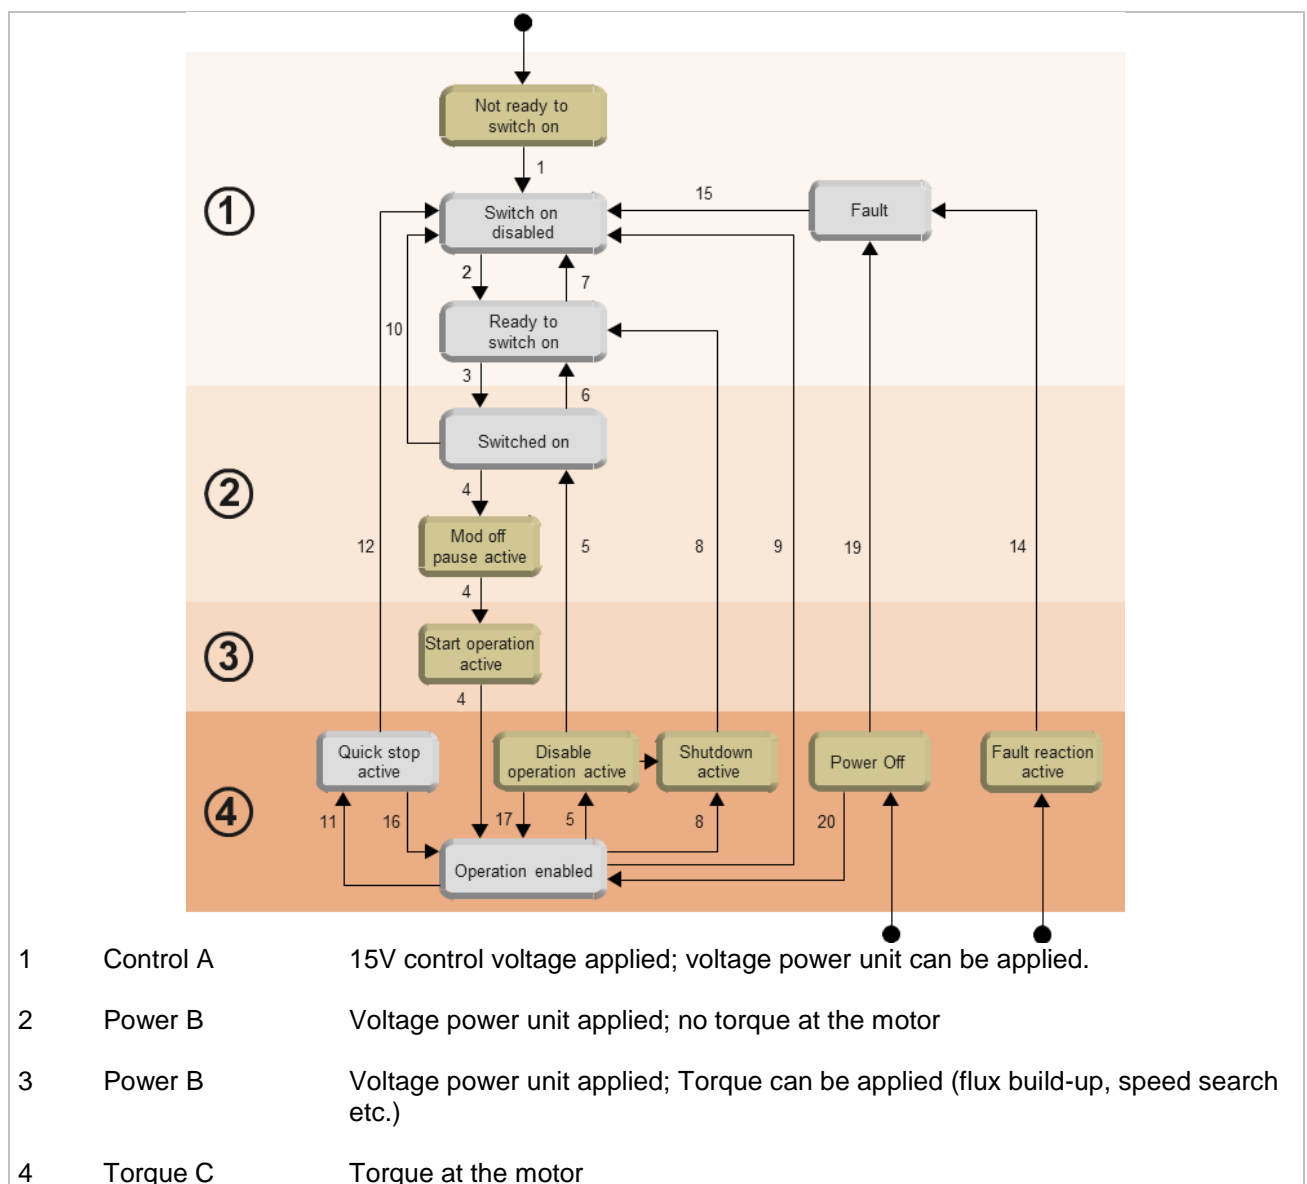 Not ready to
switch on
1
Switch on
disabled
15
Fault
1
2
7
10
Ready to
switch on
3
6
Switched on
2
4
Mod off
pause active
12
5
8
9
19
14
4
Start operation
active
3
4
Quick stop
active
Disable
operation active
Shutdown
active
Power Off
Fault reaction
active
4
11
16
17
5
8
20
Operation enabled
1 Control A 15V control voltage applied; voltage power unit can be applied.
2 Power B Voltage power unit applied; no torque at the motor
3 Power B Voltage power unit applied; Torque can be applied (flux build-up, speed search
etc.)
4 Torque C Torque at the motor